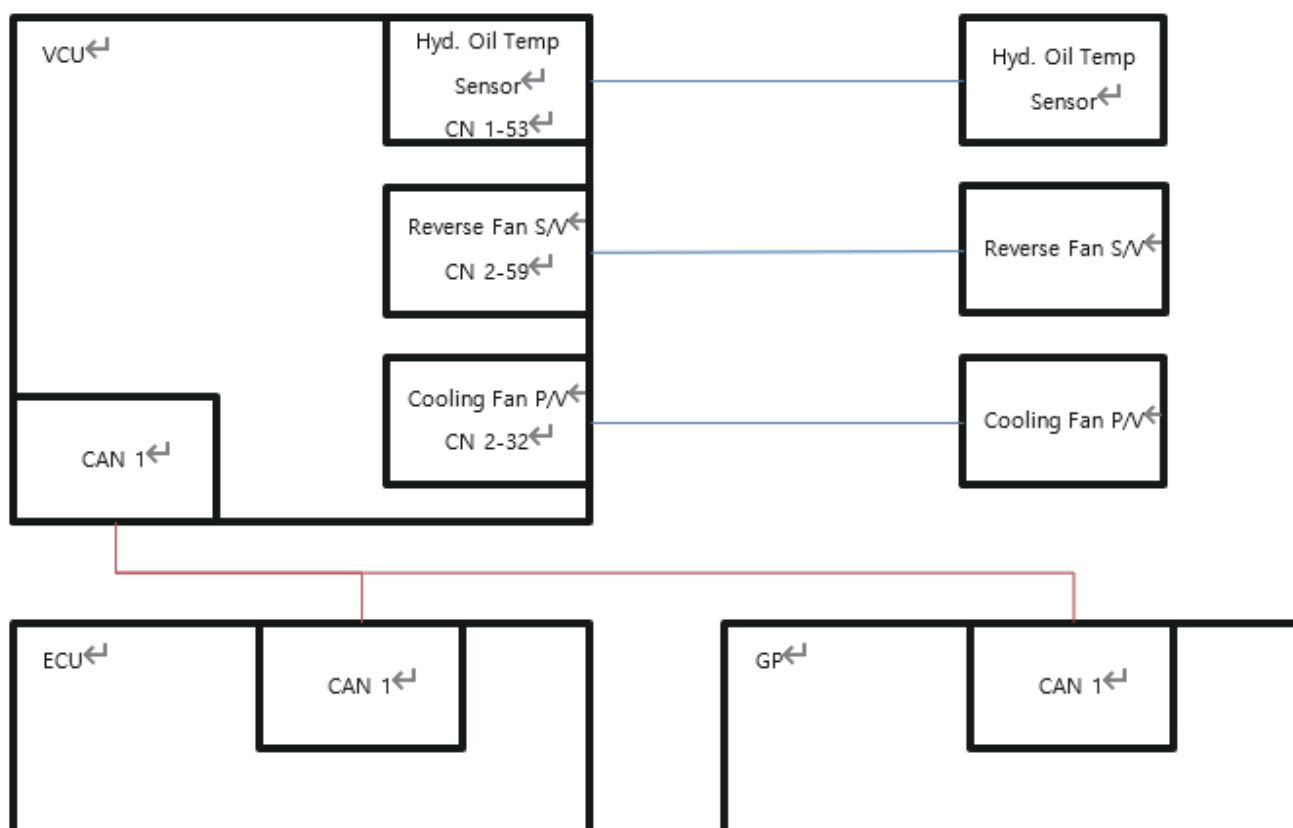 VCU
Hyd. Oil Temp
Sensor
CN 1-53
Hyd. Oil Temp
Sensor
Reverse Fan S/V
CN 2-59
Reverse Fan S/V
Cooling Fan P/V
CN 2-32
Cooling Fan P/V
CAN 1
ECU
CAN 1
GP
CAN 1